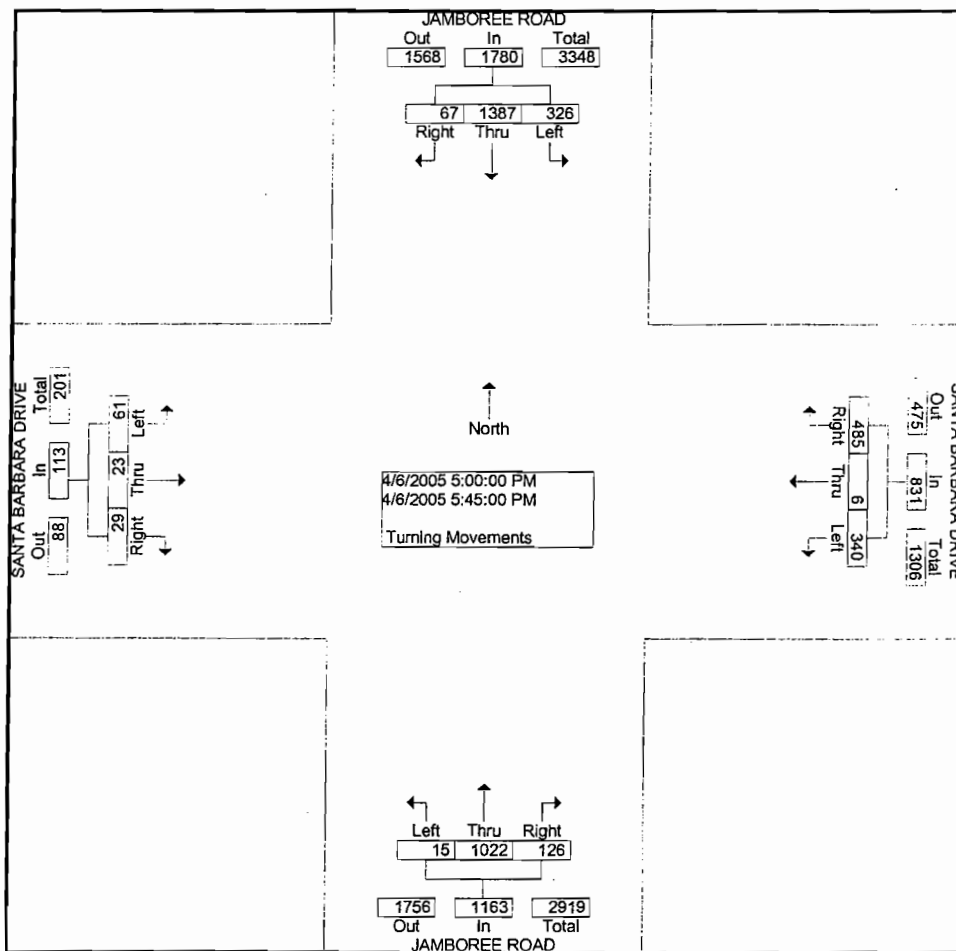 JAMBOREE ROAD
Out In Total
1568 1780 3348
67 1387 326
Right Thru Left
SANTA BARBARA DRIVE
Out In Total
88 113 201
61 23 29
Left Thru Right
North
4/6/2005 5:00:00 PM
4/6/2005 5:45:00 PM
Turning Movements
Right Thru Left
485 6 340
475 831 1306
Out In Total
SANTA BARBARA DRIVE
Left Thru Right
15 1022 126
1756 1163 2919
Out In Total
JAMBOREE ROAD